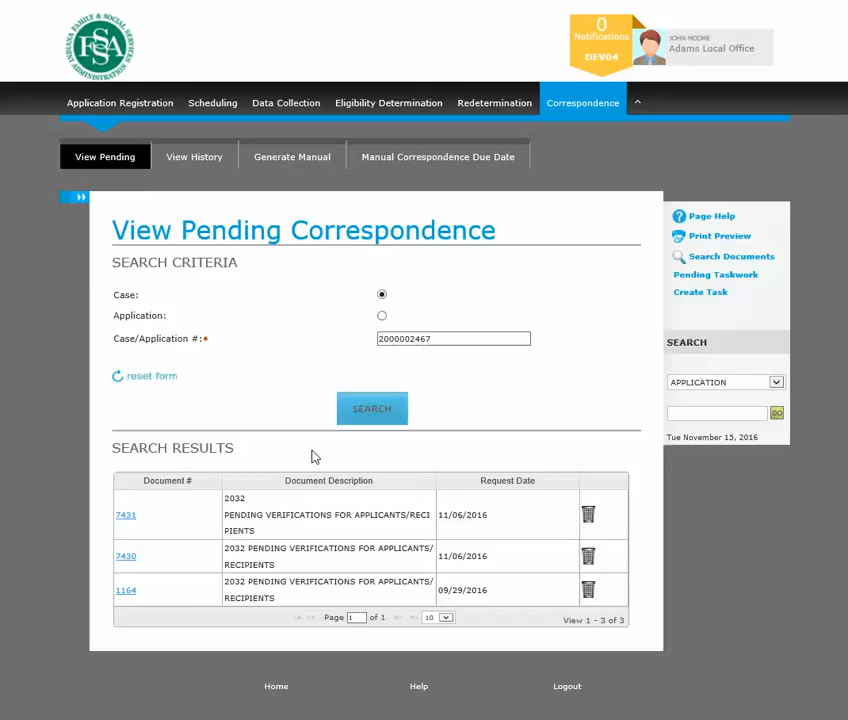 INDIANA FAMILY & SOCIAL SERVICES ADMINISTRATION
FSSA
0
Notifications
DEV04
JOHN MOORE
Adams Local Office
Application Registration
Scheduling
Data Collection
Eligibility Determination
Redetermination
Correspondence
View Pending
View History
Generate Manual
Manual Correspondence Due Date
View Pending Correspondence
SEARCH CRITERIA
Case:
Application:
Case/Application #:* 2000002467
reset form
SEARCH
SEARCH RESULTS
Document # Document Description Request Date
2032
7431 PENDING VERIFICATIONS FOR APPLICANTS/RECI 11/06/2016
PIENTS
2032 PENDING VERIFICATIONS FOR APPLICANTS/
7430 11/06/2016
RECIPIENTS
2032 PENDING VERIFICATIONS FOR APPLICANTS/
1164 09/29/2016
RECIPIENTS
Page 1 of 1 10 View 1 - 3 of 3
Page Help
Print Preview
Search Documents
Pending Taskwork
Create Task
SEARCH
APPLICATION
GO
Tue November 15, 2016
Home Help Logout